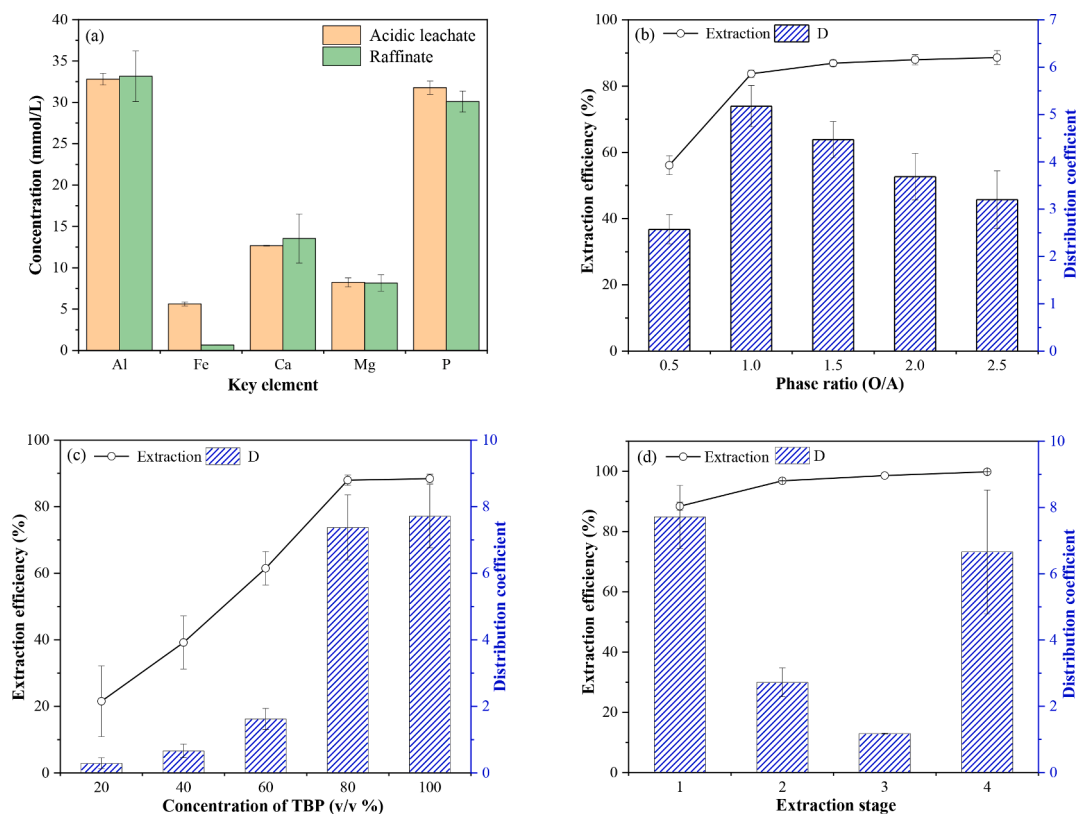 (a)
Acidic leachate
Raffinate
Concentration (mmol/L)
40
35
30
25
20
15
10
5
0
Al Fe Ca Mg P
Key element
(b)
Extraction D
Extraction efficiency (%)
100
80
60
40
20
0
7
6
5
4
3
2
1
0
Distribution coefficient
0.5 1.0 1.5 2.0 2.5
Phase ratio (O/A)
(c)
Extraction D
Extraction efficiency (%)
100
80
60
40
20
0
10
8
6
4
2
0
Distribution coefficient
20 40 60 80 100
Concentration of TBP (v/v %)
(d)
Extraction D
Extraction efficiency (%)
100
80
60
40
20
0
10
8
6
4
2
0
Distribution coefficient
1 2 3 4
Extraction stage